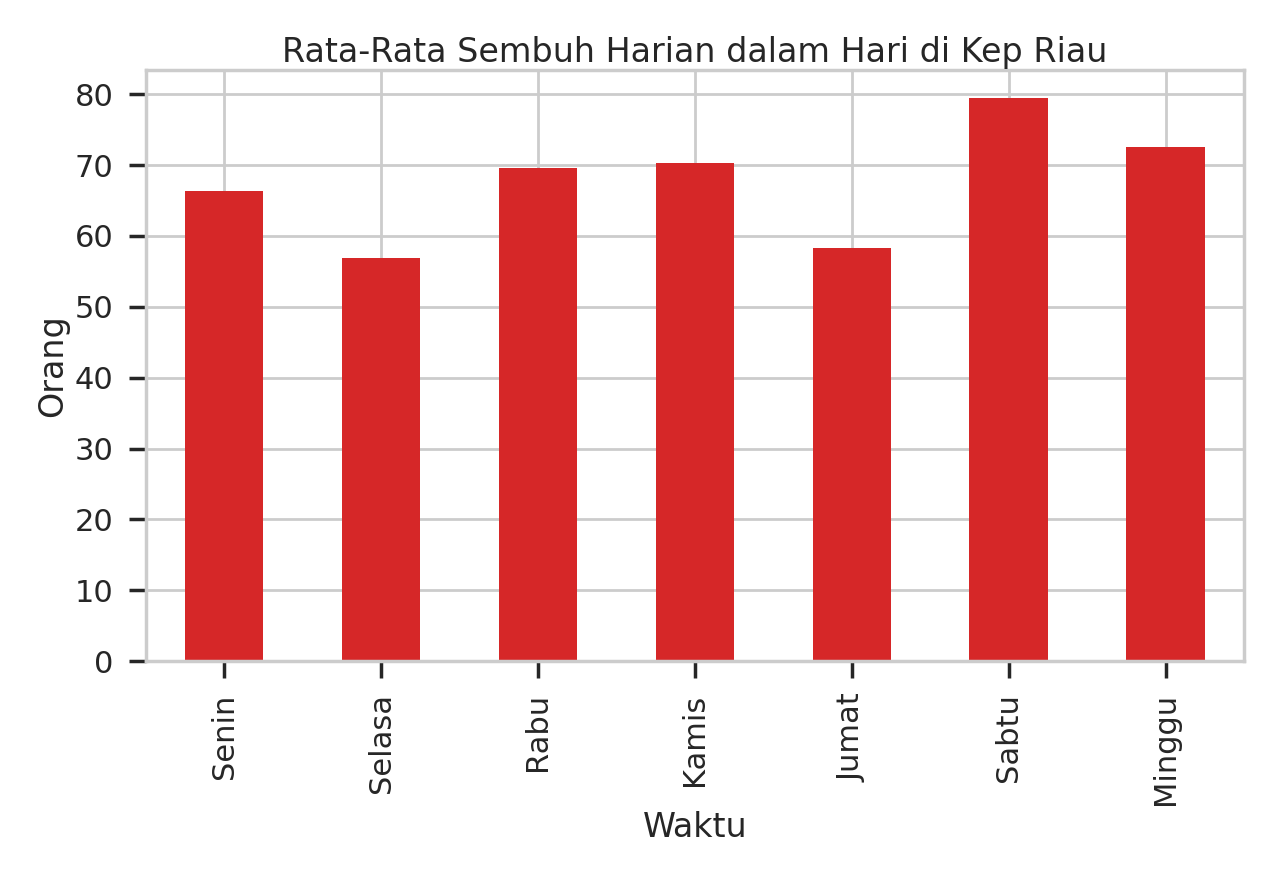 Rata-Rata Sembuh Harian dalam Hari di Kep Riau
80
70
60
50
40
30
20
10
0
Orang
Senin
Selasa
Rabu
Kamis
Jumat
Sabtu
Minggu
Waktu